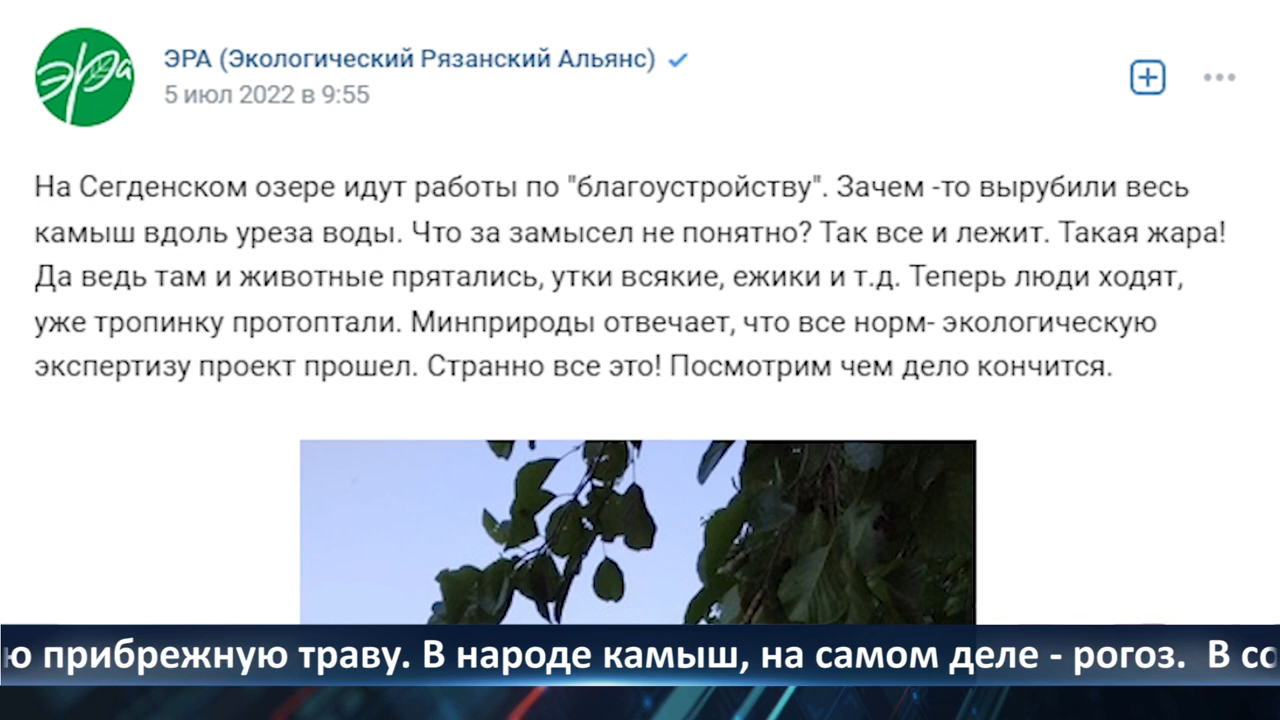 эРа
ЭРА (Экологический Рязанский Альянс)
5 июл 2022 в 9:55
На Сегденском озере идут работы по "благоустройству". Зачем -то вырубили весь
камыш вдоль уреза воды. Что за замысел не понятно? Так все и лежит. Такая жара!
Да ведь там и животные прятались, утки всякие, ежики и т.д. Теперь люди ходят,
уже тропинку протоптали. Минприроды отвечает, что все норм- экологическую
экспертизу проект прошел. Странно все это! Посмотрим чем дело кончится.
ю прибрежную траву. В народе камыш, на самом деле - рогоз. В со